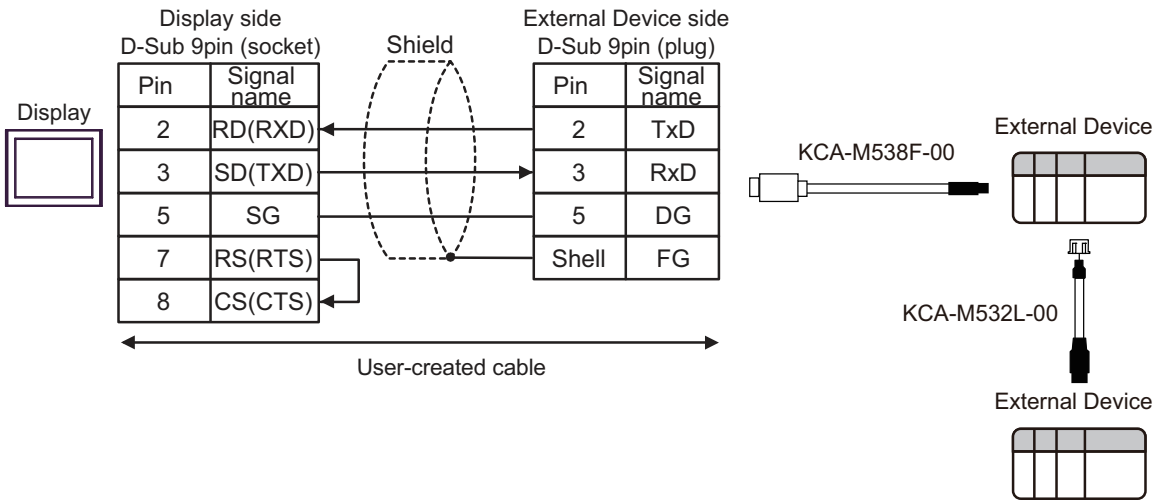 Display side
D-Sub 9pin (socket)
Shield
External Device side
D-Sub 9pin (plug)
Pin
Signal
name
Pin
Signal
name
Display
2 RD(RXD)
2 TxD
3 SD(TXD)
3 RxD
5 SG
5 DG
7 RS(RTS)
Shell FG
8 CS(CTS)
User-created cable
KCA-M538F-00
External Device
KCA-M532L-00
External Device